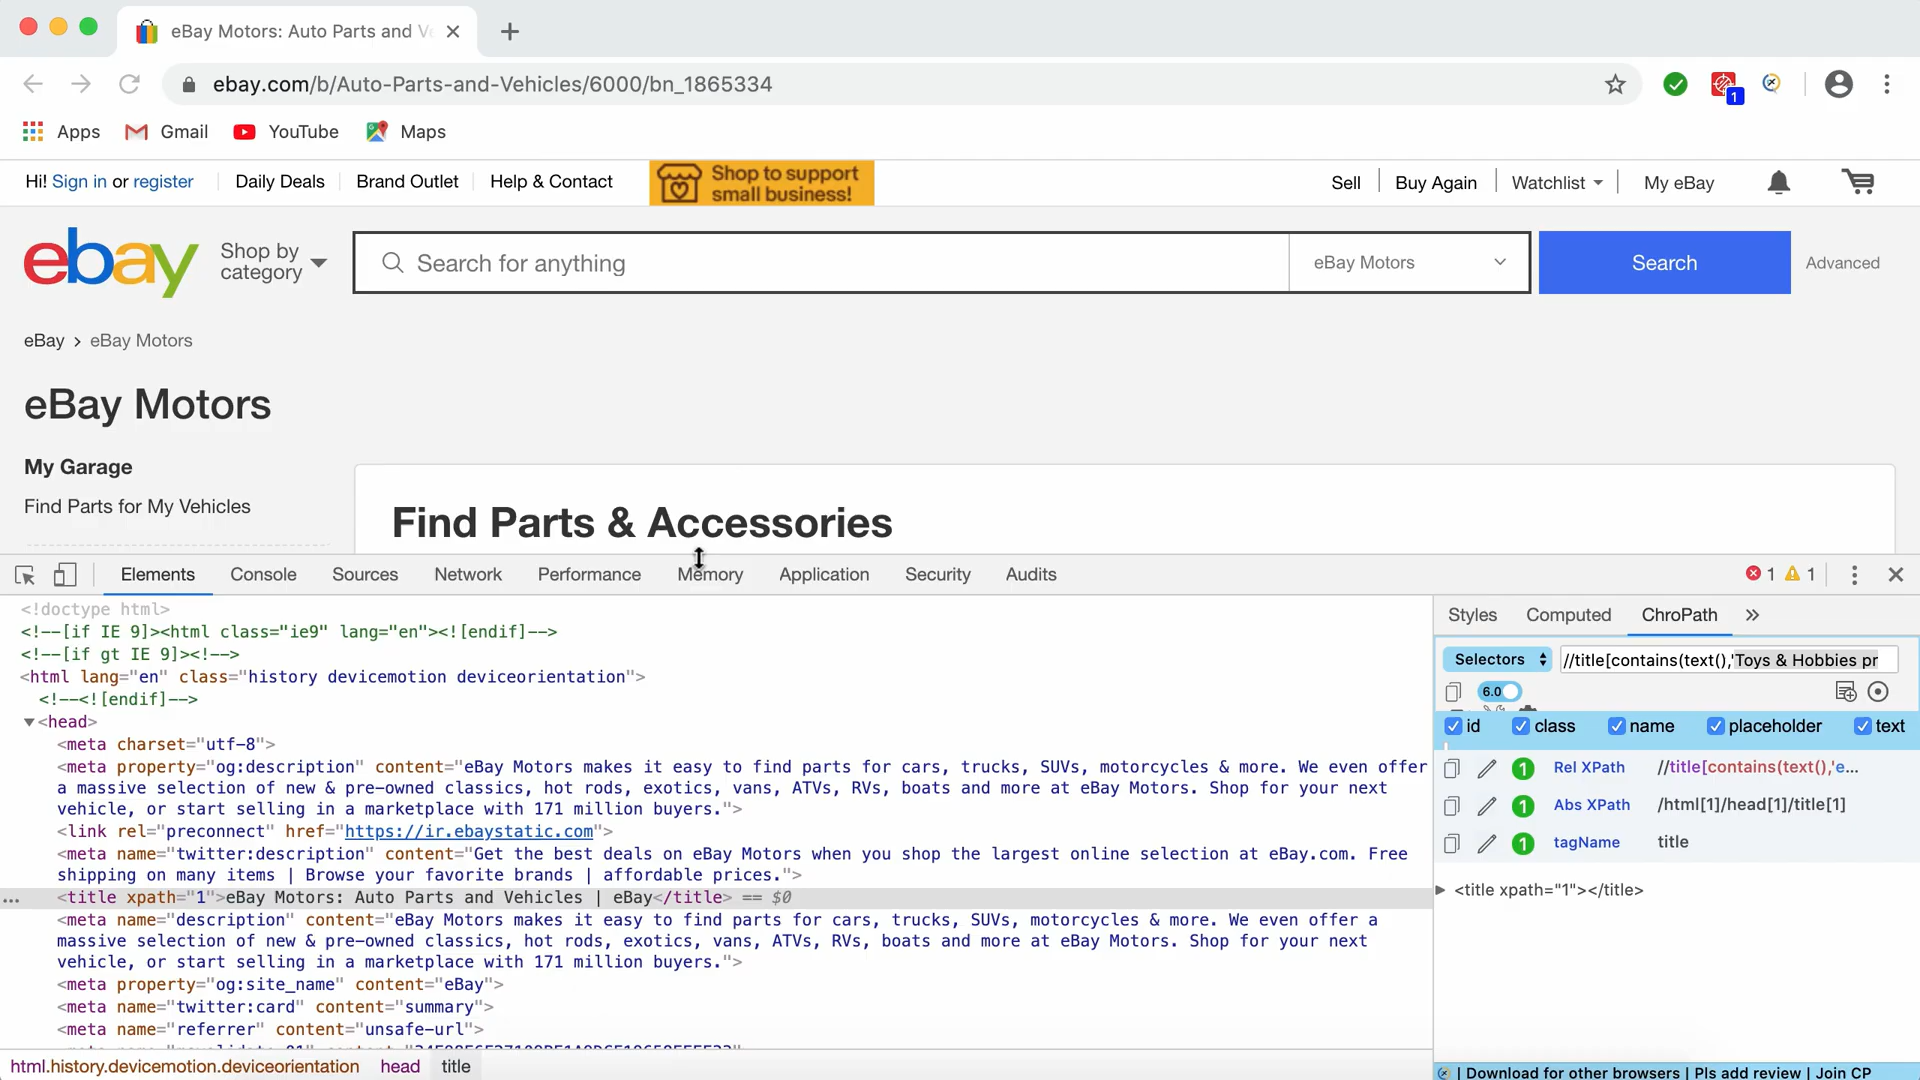 eBay Motors: Auto Parts and Ve
ebay.com/b/Auto-Parts-and-Vehicles/6000/bn_1865334
1
Apps Gmail YouTube Maps
Hi! Sign in or register Daily Deals Brand Outlet Help & Contact
Shop to support
small business!
Sell Buy Again Watchlist My eBay
ebay
Shop by
category
Search for anything
eBay Motors
Search
Advanced
eBay > eBay Motors
eBay Motors
My Garage
Find Parts for My Vehicles
Find Parts & Accessories
Elements Console Sources Network Performance Memory Application Security Audits
1 1
<!doctype html>
<!--[if IE 9]><html class="ie9" lang="en"><![endif]-->
<!--[if gt IE 9]><!-->
<html lang="en" class="history devicemotion deviceorientation">
<!--<![endif]-->
<head>
<meta charset="utf-8">
<meta property="og:description" content="eBay Motors makes it easy to find parts for cars, trucks, SUVs, motorcycles & more. We even offer
a massive selection of new & pre-owned classics, hot rods, exotics, vans, ATVs, RVs, boats and more at eBay Motors. Shop for your next
vehicle, or start selling in a marketplace with 171 million buyers.">
<link rel="preconnect" href="https://ir.ebaystatic.com">
<meta name="twitter:description" content="Get the best deals on eBay Motors when you shop the largest online selection at eBay.com. Free
shipping on many items | Browse your favorite brands | affordable prices.">
... <title xpath="1">eBay Motors: Auto Parts and Vehicles | eBay</title> == $0
<meta name="description" content="eBay Motors makes it easy to find parts for cars, trucks, SUVs, motorcycles & more. We even offer a
massive selection of new & pre-owned classics, hot rods, exotics, vans, ATVs, RVs, boats and more at eBay Motors. Shop for your next
vehicle, or start selling in a marketplace with 171 million buyers.">
<meta property="og:site_name" content="eBay">
<meta name="twitter:card" content="summary">
<meta name="referrer" content="unsafe-url">
html.history.devicemotion.deviceorientation head title
Styles Computed ChroPath »
Selectors //title[contains(text(),'Toys & Hobbies pr
6.0
id class name placeholder text
1 Rel XPath //title[contains(text(),'e...
1 Abs XPath /html[1]/head[1]/title[1]
1 tagName title
<title xpath="1"></title>
| Download for other browsers | Pls add review | Join CP